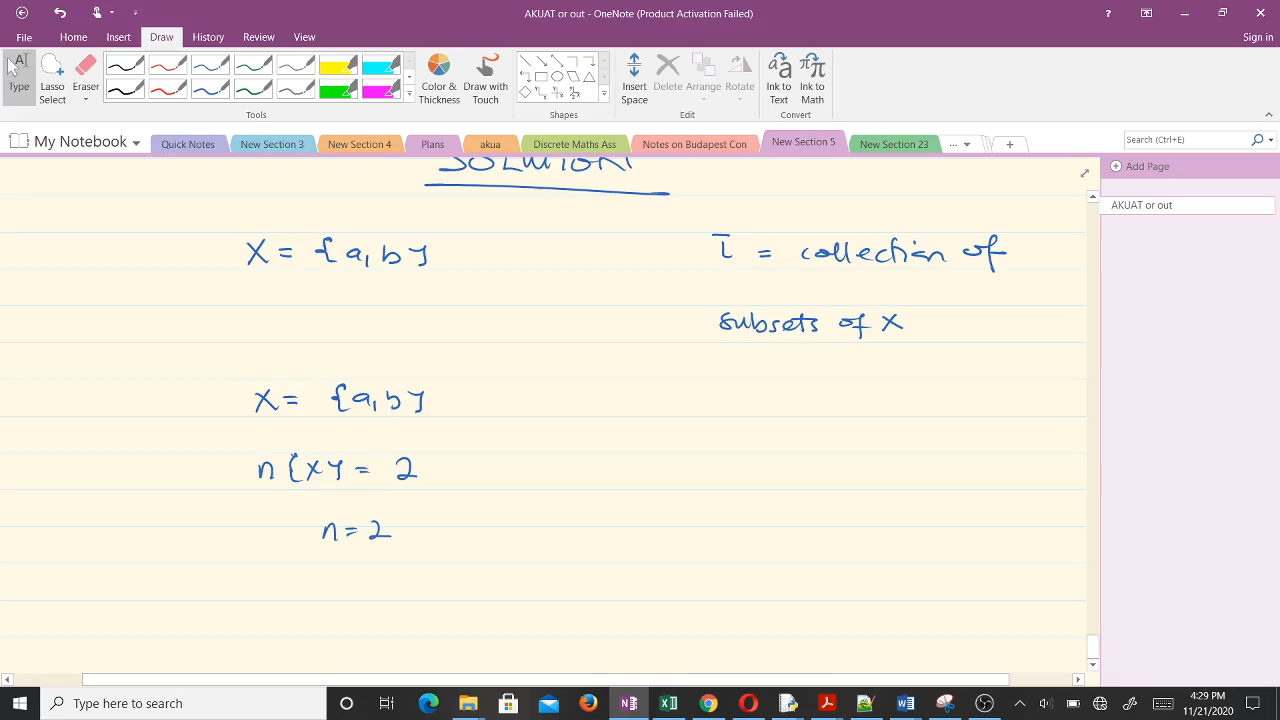 AKUAT or out - OneNote (Product Activation Failed)
File Home Insert Draw History Review View
Sign in
Type
Lasso Select
Eraser
Color & Thickness
Draw with Touch
Insert Space
Delete
Arrange
Rotate
Ink to Text
Ink to Math
Tools
Shapes
Edit
Convert
My Notebook
Quick Notes
New Section 3
New Section 4
Plans
akua
Discrete Maths Ass
Notes on Budapest Con
New Section 5
New Section 23
...
Search (Ctrl+E)
Add Page
AKUAT or out
SOLUTION
X = {a, b}
τ = collection of
subsets of X
X = {a, b}
n {X} = 2
n = 2
Type here to search
4:29 PM
11/21/2020